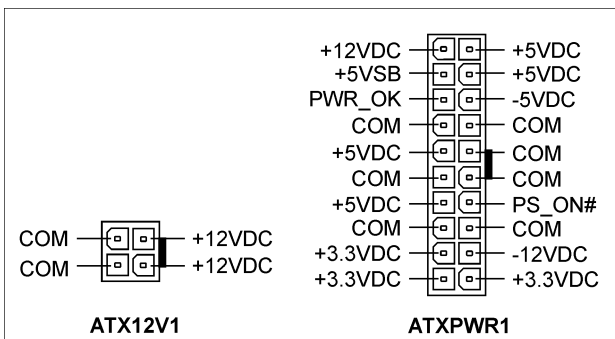 +12VDC +5VDC
+5VSB +5VDC
PWR_OK -5VDC
COM COM
+5VDC COM
COM COM
+5VDC PS_ON#
COM COM
+3.3VDC -12VDC
+3.3VDC +3.3VDC
COM +12VDC
COM +12VDC
ATX12V1 ATXPWR1